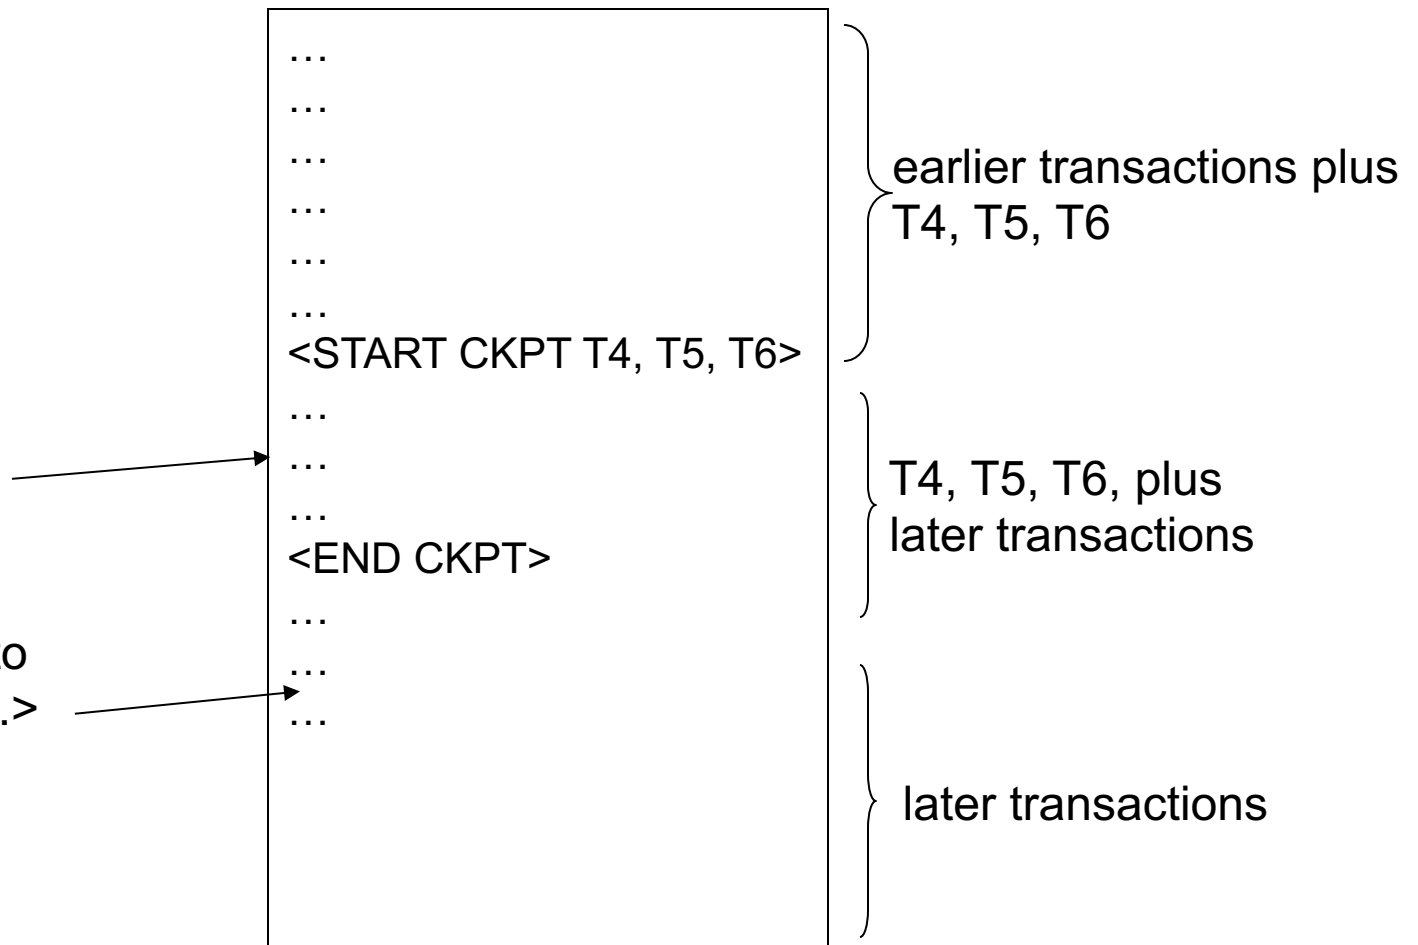 …
…
…
…
…
…
<START CKPT T4, T5, T6>
…
…
…
<END CKPT>
…
…
…
earlier transactions plus
T4, T5, T6
T4, T5, T6, plus
later transactions
later transactions
to
.>